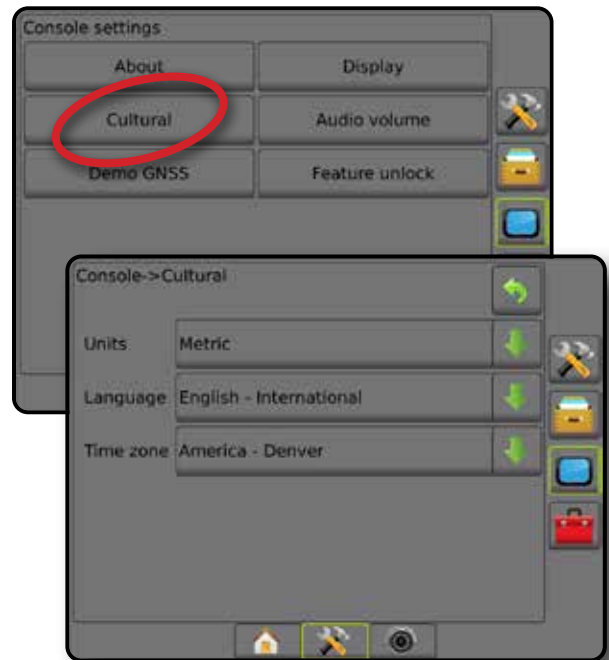 Console settings
About Display
Cultural Audio volume
Demo GNSS Feature unlock
Console->Cultural
Units Metric
Language English - International
Time zone America - Denver